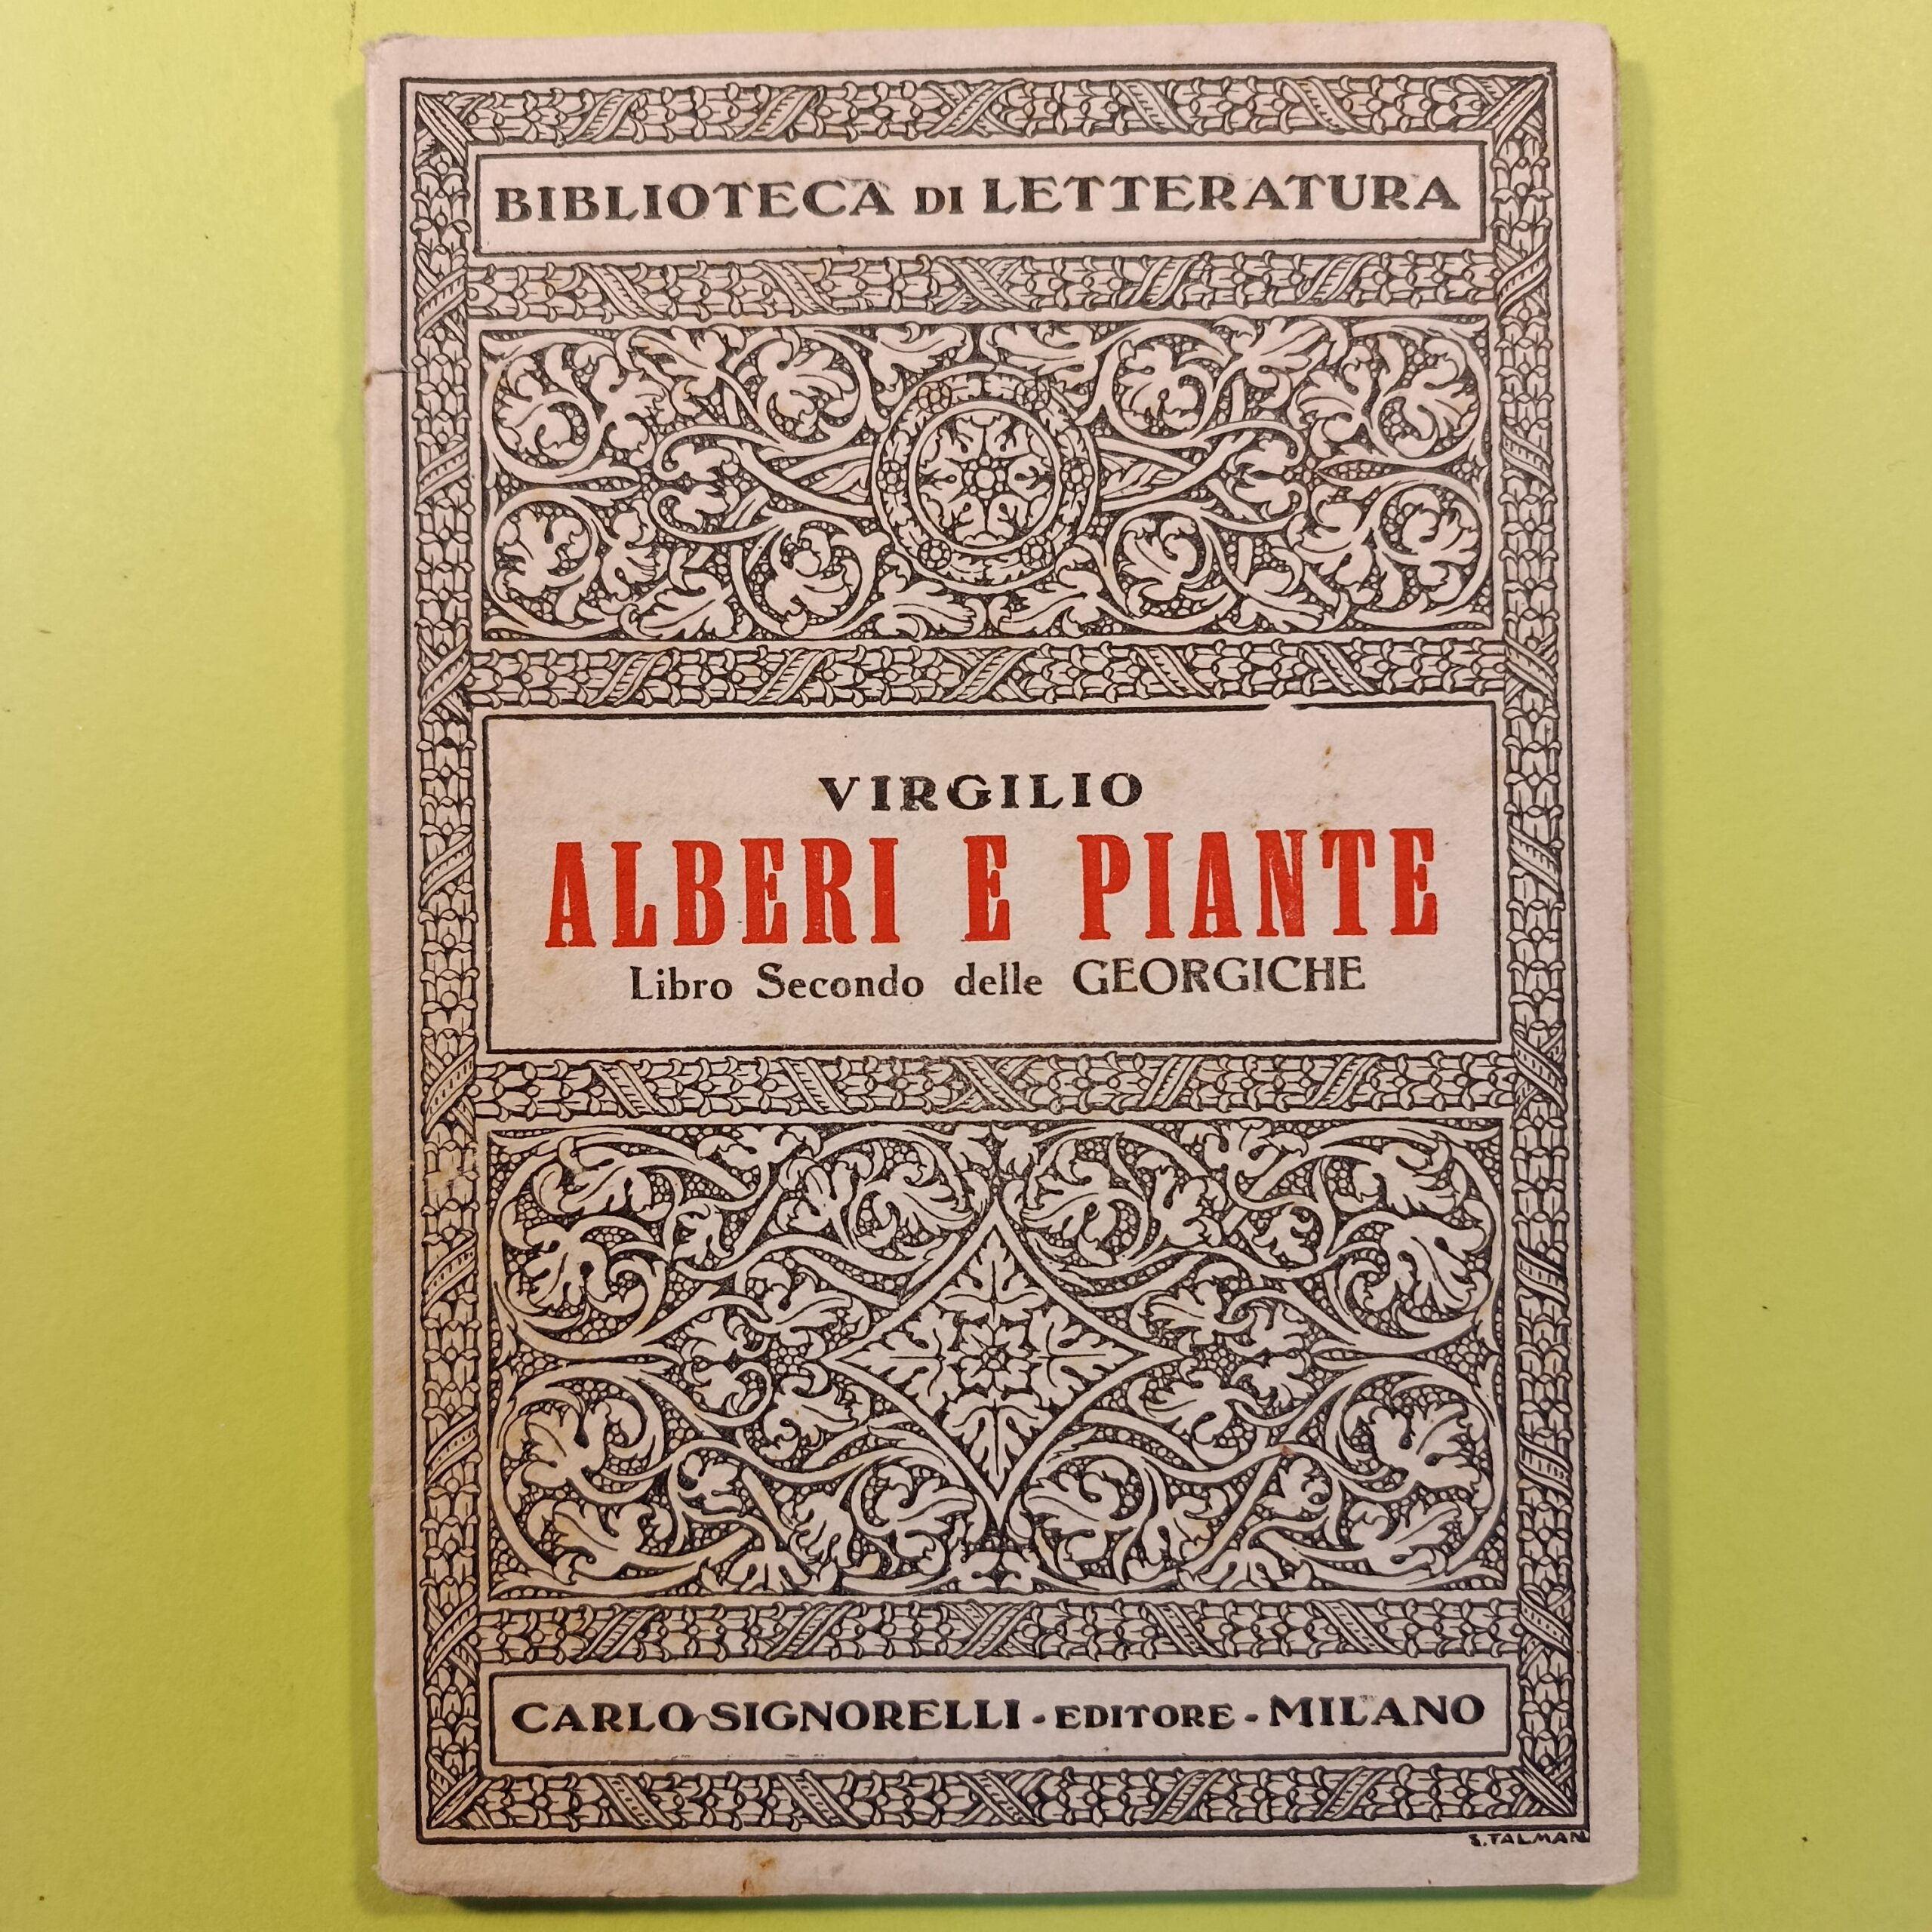 BIBLIOTECA DI LETTERATURA
VIRGILIO
ALBERI E PIANTE
Libro Secondo delle GEORGICHE
CARLO SIGNORELLI - EDITORE - MILANO
S. TALMAN